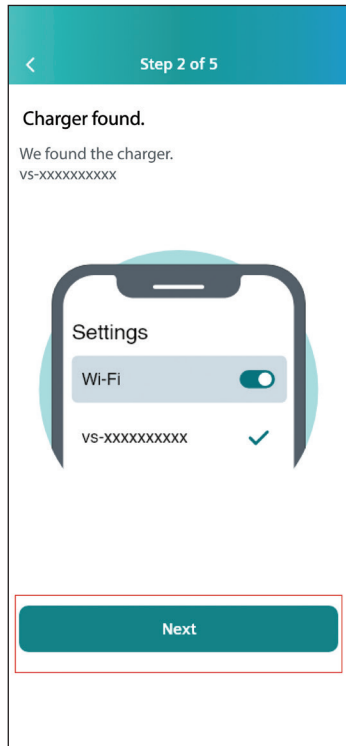 Step 2 of 5
Charger found.
We found the charger.
vs-xxxxxxxxxx
Settings
Wi-Fi
vs-xxxxxxxxxx
Next